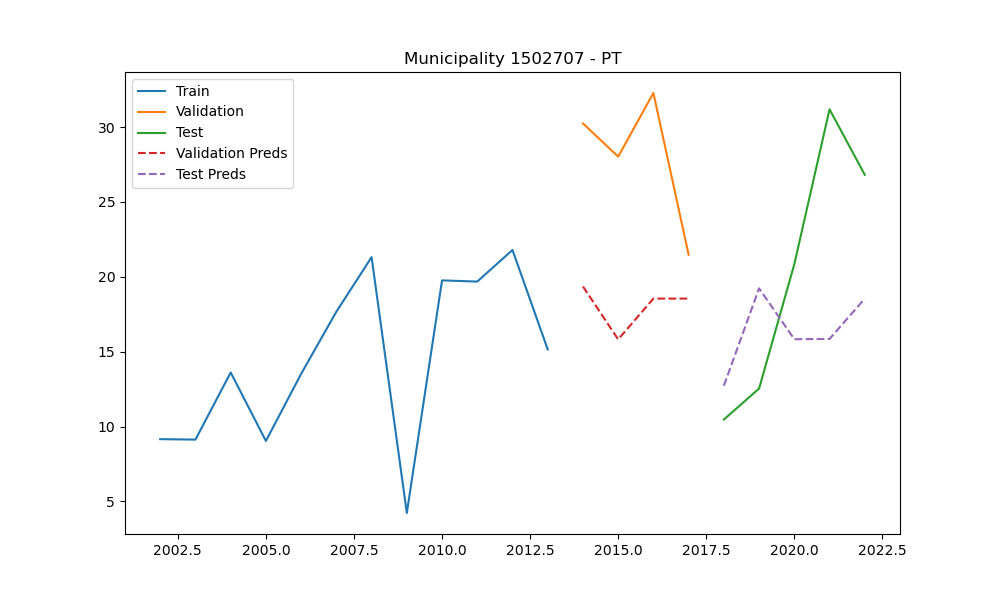 Municipality 1502707 - PT
Train
Validation
Test
Validation Preds
Test Preds
30
25
20
15
10
5
2002.5 2005.0 2007.5 2010.0 2012.5 2015.0 2017.5 2020.0 2022.5